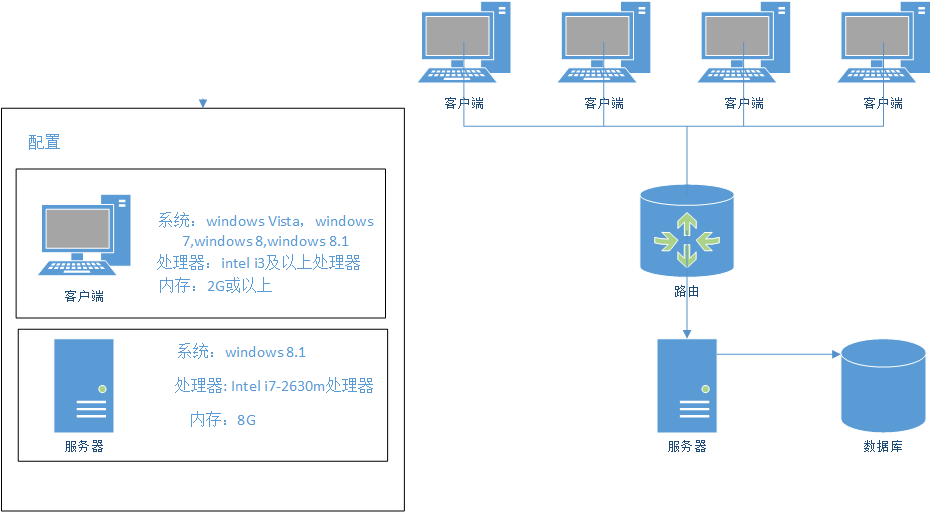 客户端
客户端
客户端
客户端
配置
系统：windows Vista，windows
7,windows 8,windows 8.1
处理器：intel i3及以上处理器
内存：2G或以上
客户端
路由
系统：windows 8.1
处理器: Intel i7-2630m处理器
内存：8G
服务器
服务器
数据库